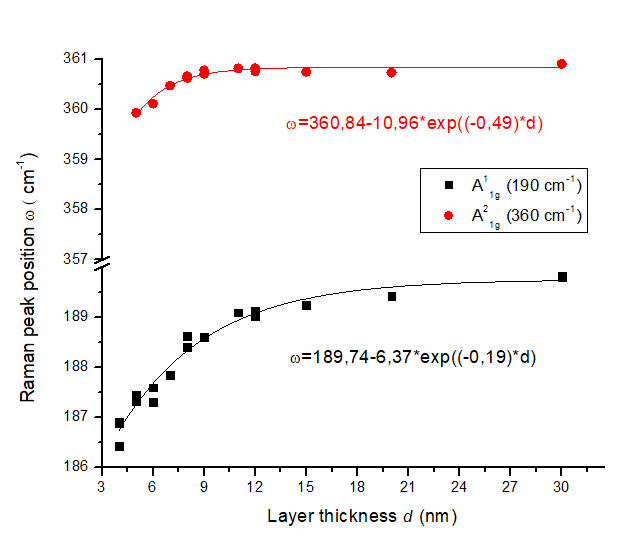 361
360
ω=360,84-10,96*exp((-0,49)*d)
359
A¹₁g (190 cm⁻¹)
A²₁g (360 cm⁻¹)
358
357
Raman peak position ω ( cm⁻¹)
189
ω=189,74-6,37*exp((-0,19)*d)
188
187
186
3 6 9 12 15 18 21 24 27 30
Layer thickness d (nm)